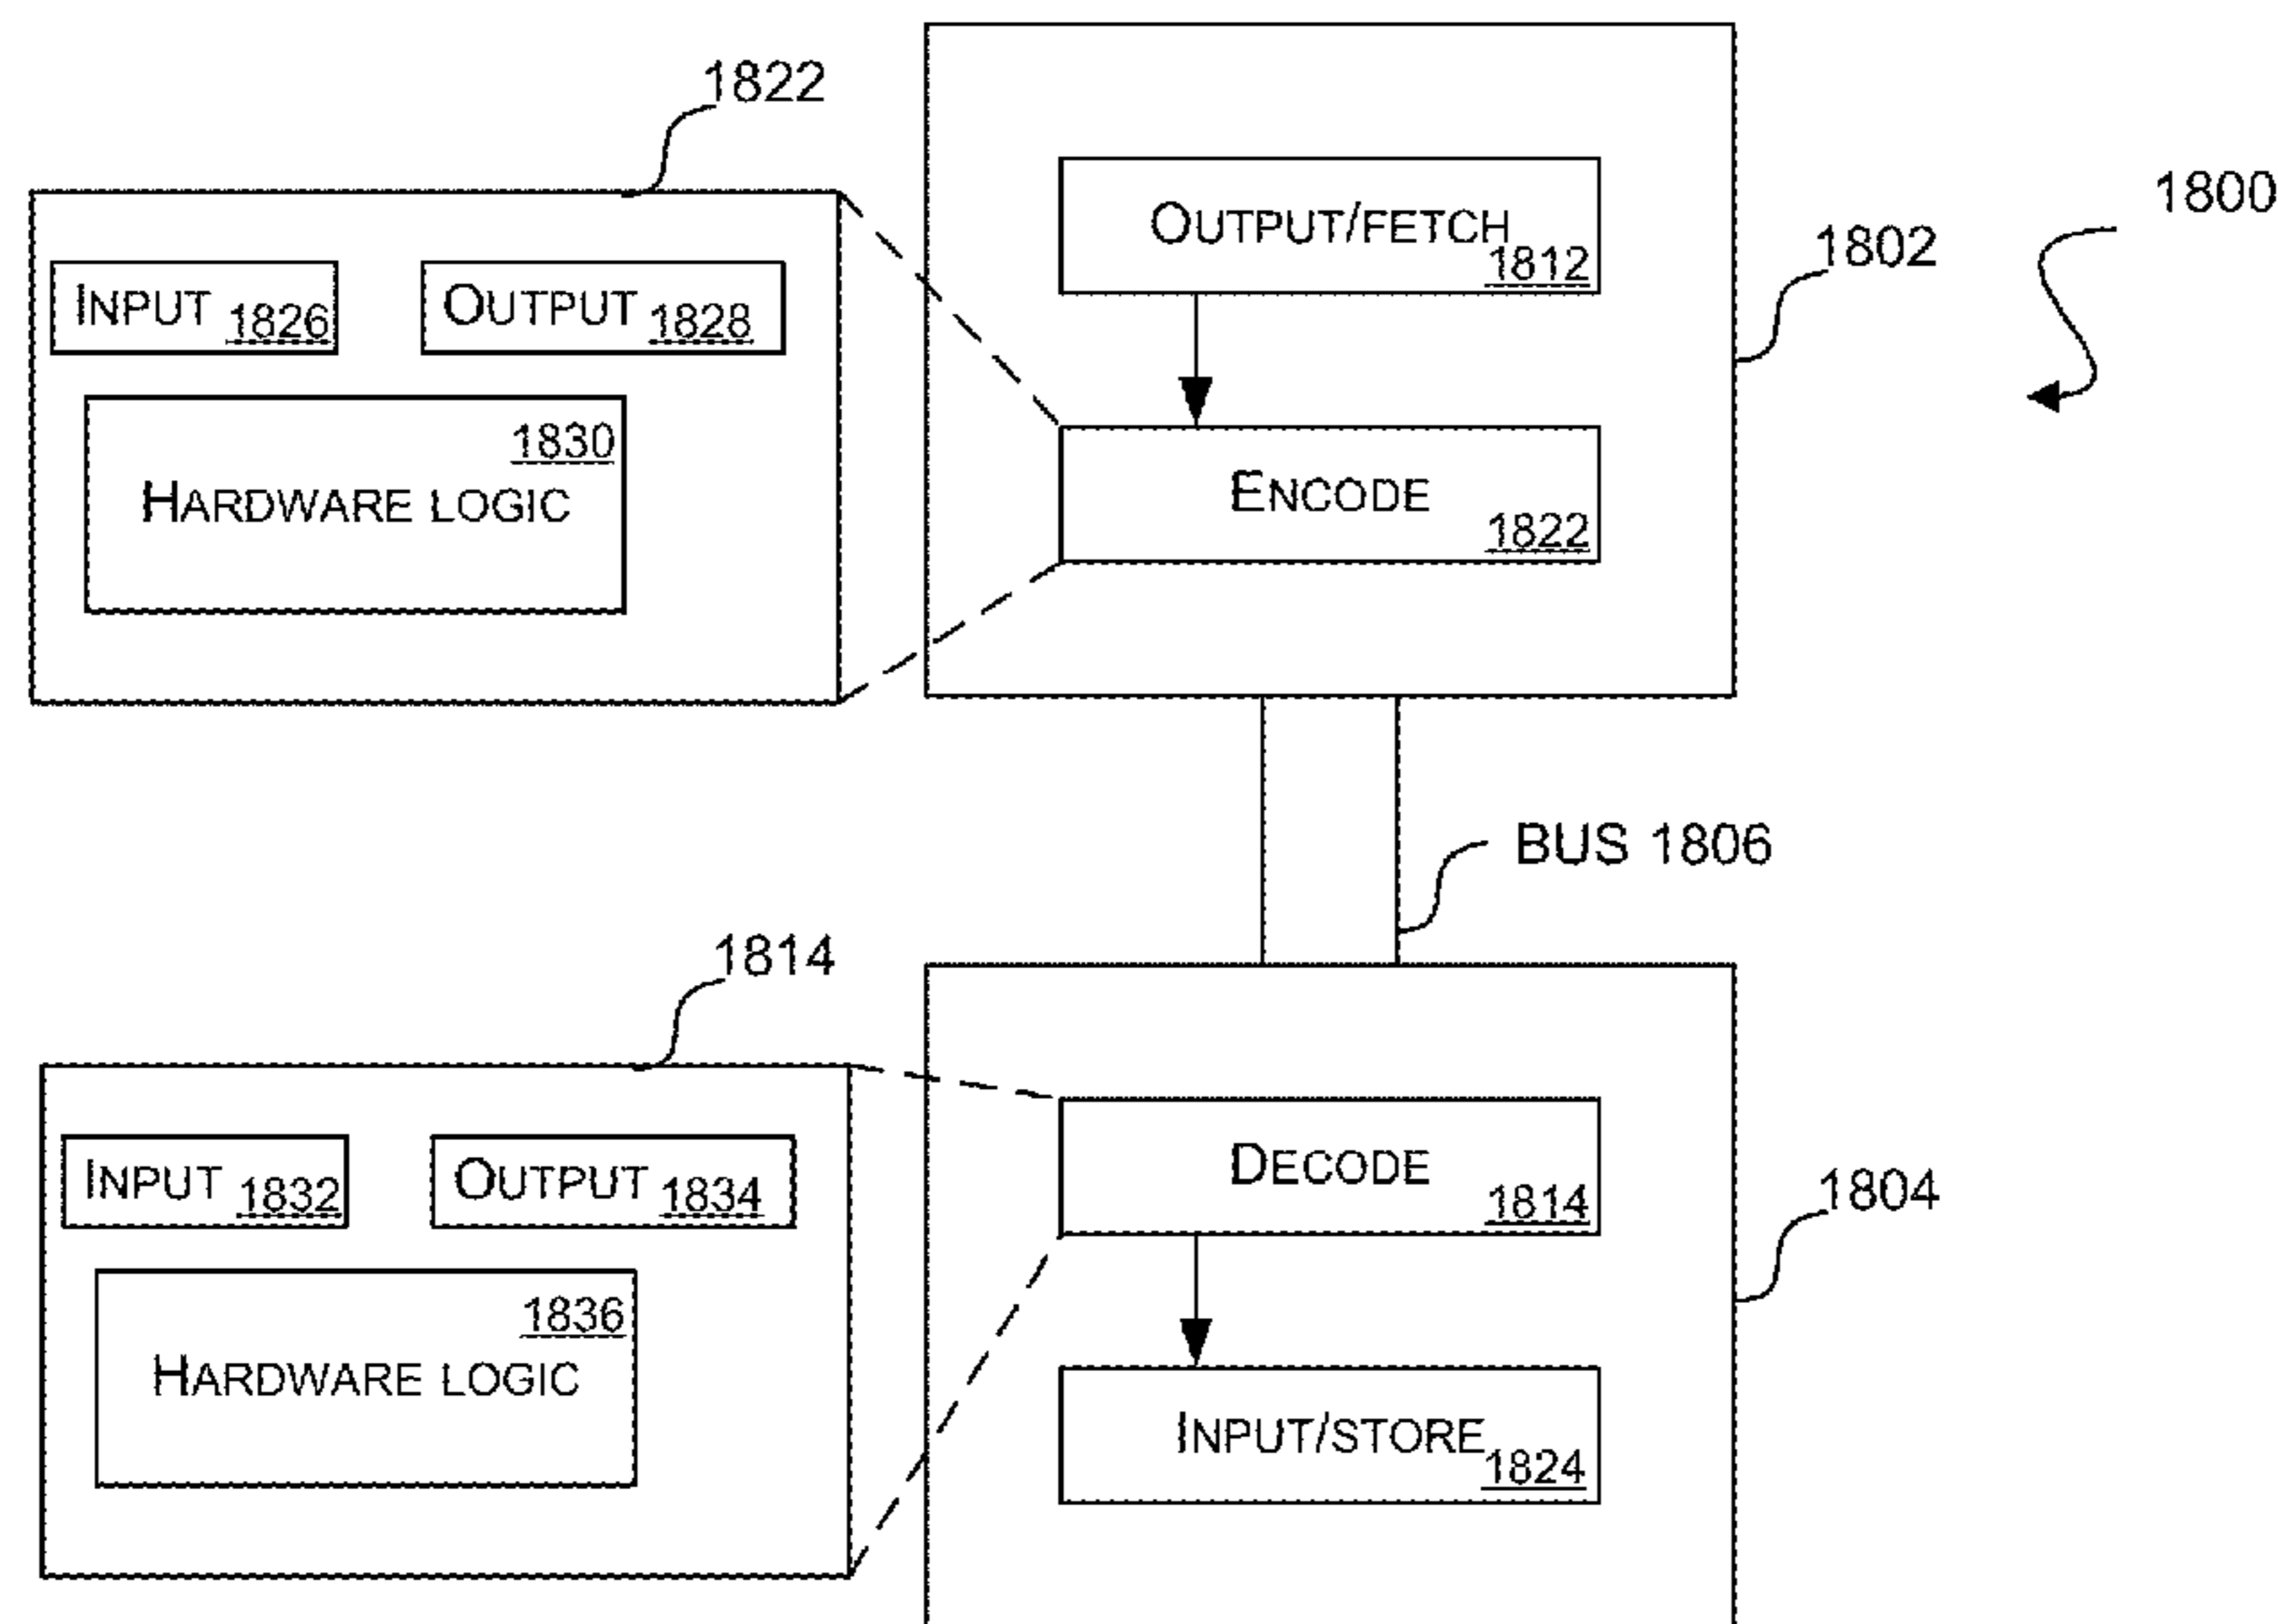 1822
1800
1802
OUTPUT/FETCH
1812
INPUT 1826
OUTPUT 1828
1830
HARDWARE LOGIC
ENCODE
1822
BUS 1806
1814
DECODE
1814
1804
INPUT 1832
OUTPUT 1834
1836
HARDWARE LOGIC
INPUT/STORE
1824